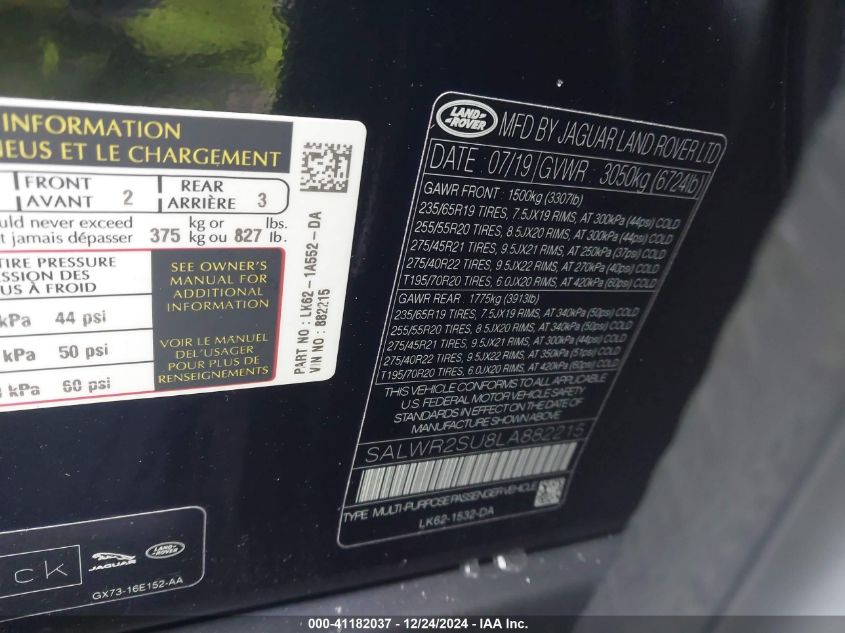 INFORMATION
NEUS ET LE CHARGEMENT
FRONT
AVANT 2
REAR
ARRIÈRE 3
ould never exceed
t jamais dépasser 375 kg or
kg ou 827 lbs.
lb.
TIRE PRESSURE
ESSION DES
US À FROID
kPa 44 psi
kPa 50 psi
kPa 60 psi
SEE OWNER'S
MANUAL FOR
ADDITIONAL
INFORMATION
VOIR LE MANUEL
DEL'USAGER
POUR PLUS DE
RENSEIGNEMENTS
PART NO : LK62-1A552-DA
VIN NO : 882215
LAND ROVER
MFD BY JAGUAR LAND ROVER LTD
DATE : 07/19 GVWR : 3050kg (6724lb)
GAWR FRONT : 1500kg (3307lb)
235/65R19 TIRES, 7.5JX19 RIMS, AT 300kPa (44psi) COLD
255/55R20 TIRES, 8.5JX20 RIMS, AT 300kPa (44psi) COLD
275/45R21 TIRES, 9.5JX21 RIMS, AT 250kPa (37psi) COLD
275/40R22 TIRES, 9.5JX22 RIMS, AT 270kPa (40psi) COLD
T195/70R20 TIRES, 6.0JX20 RIMS, AT 420kPa (60psi) COLD
GAWR REAR : 1775kg (3913lb)
235/65R19 TIRES, 7.5JX19 RIMS, AT 340kPa (50psi) COLD
255/55R20 TIRES, 8.5JX20 RIMS, AT 340kPa (50psi) COLD
275/45R21 TIRES, 9.5JX21 RIMS, AT 300kPa (44psi) COLD
275/40R22 TIRES, 9.5JX22 RIMS, AT 350kPa (51psi) COLD
T195/70R20 TIRES, 6.0JX20 RIMS, AT 420kPa (60psi) COLD
THIS VEHICLE CONFORMS TO ALL APPLICABLE
U.S. FEDERAL MOTOR VEHICLE SAFETY
STANDARDS IN EFFECT ON THE DATE OF
MANUFACTURE SHOWN ABOVE
SALWR2SU8LA882215
TYPE MULTI-PURPOSE PASSENGER VEHICLE
LK62-1532-DA
CK
JAGUAR
LAND ROVER
GX73-16E152-AA
000-41182037 - 12/24/2024 - IAA Inc.